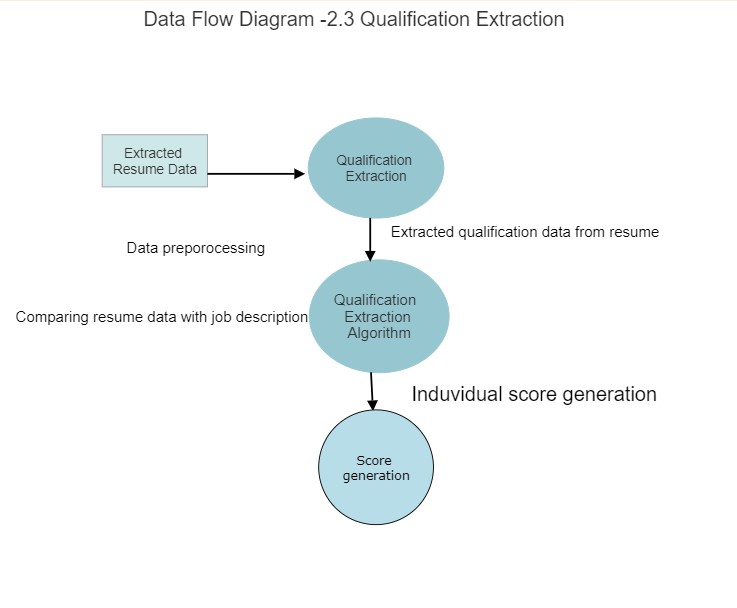 Data Flow Diagram -2.3 Qualification Extraction
Extracted
Resume Data
Qualification
Extraction
Extracted qualification data from resume
Data preporocessing
Qualification
Extraction
Algorithm
Comparing resume data with job description
Induvidual score generation
Score
generation